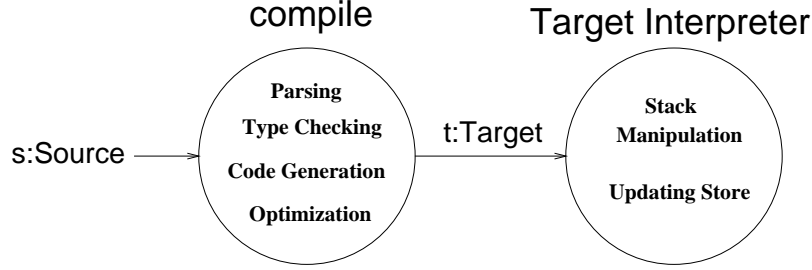 compile
Target Interpreter
Parsing
Type Checking
Code Generation
Optimization
s:Source
t:Target
Stack
Manipulation
Updating Store